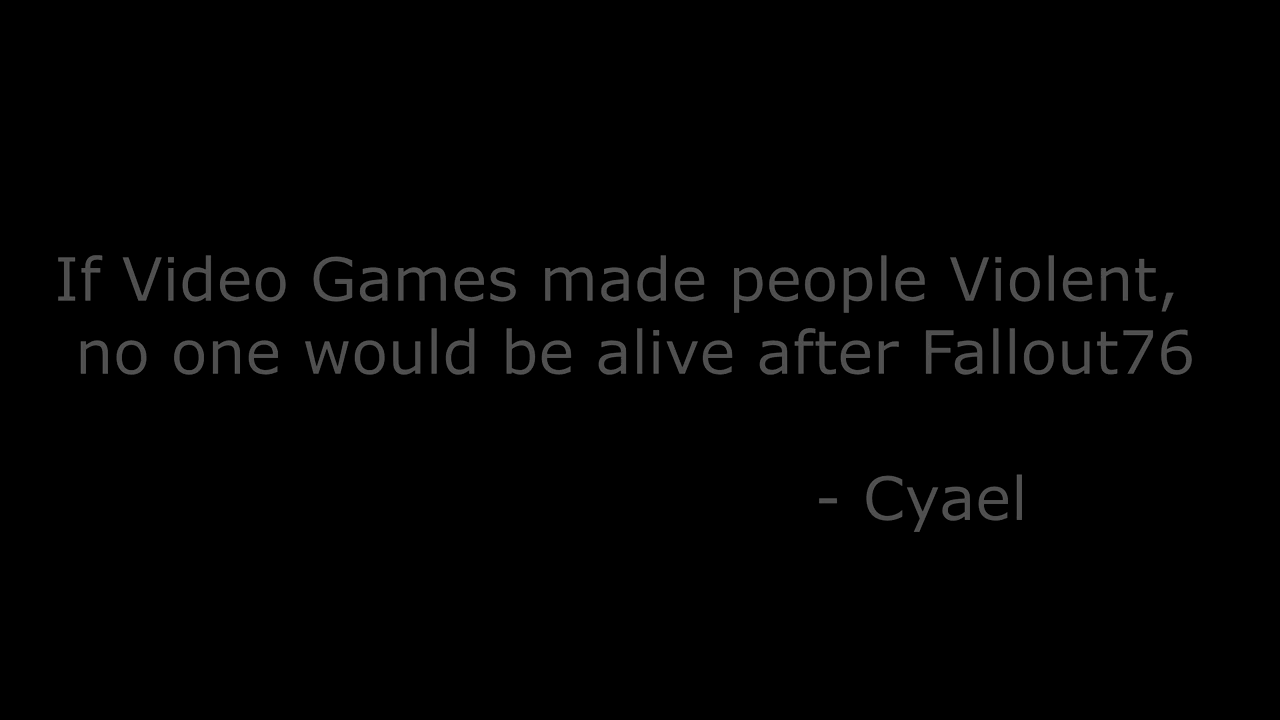 If Video Games made people Violent,
no one would be alive after Fallout76
- Cyael